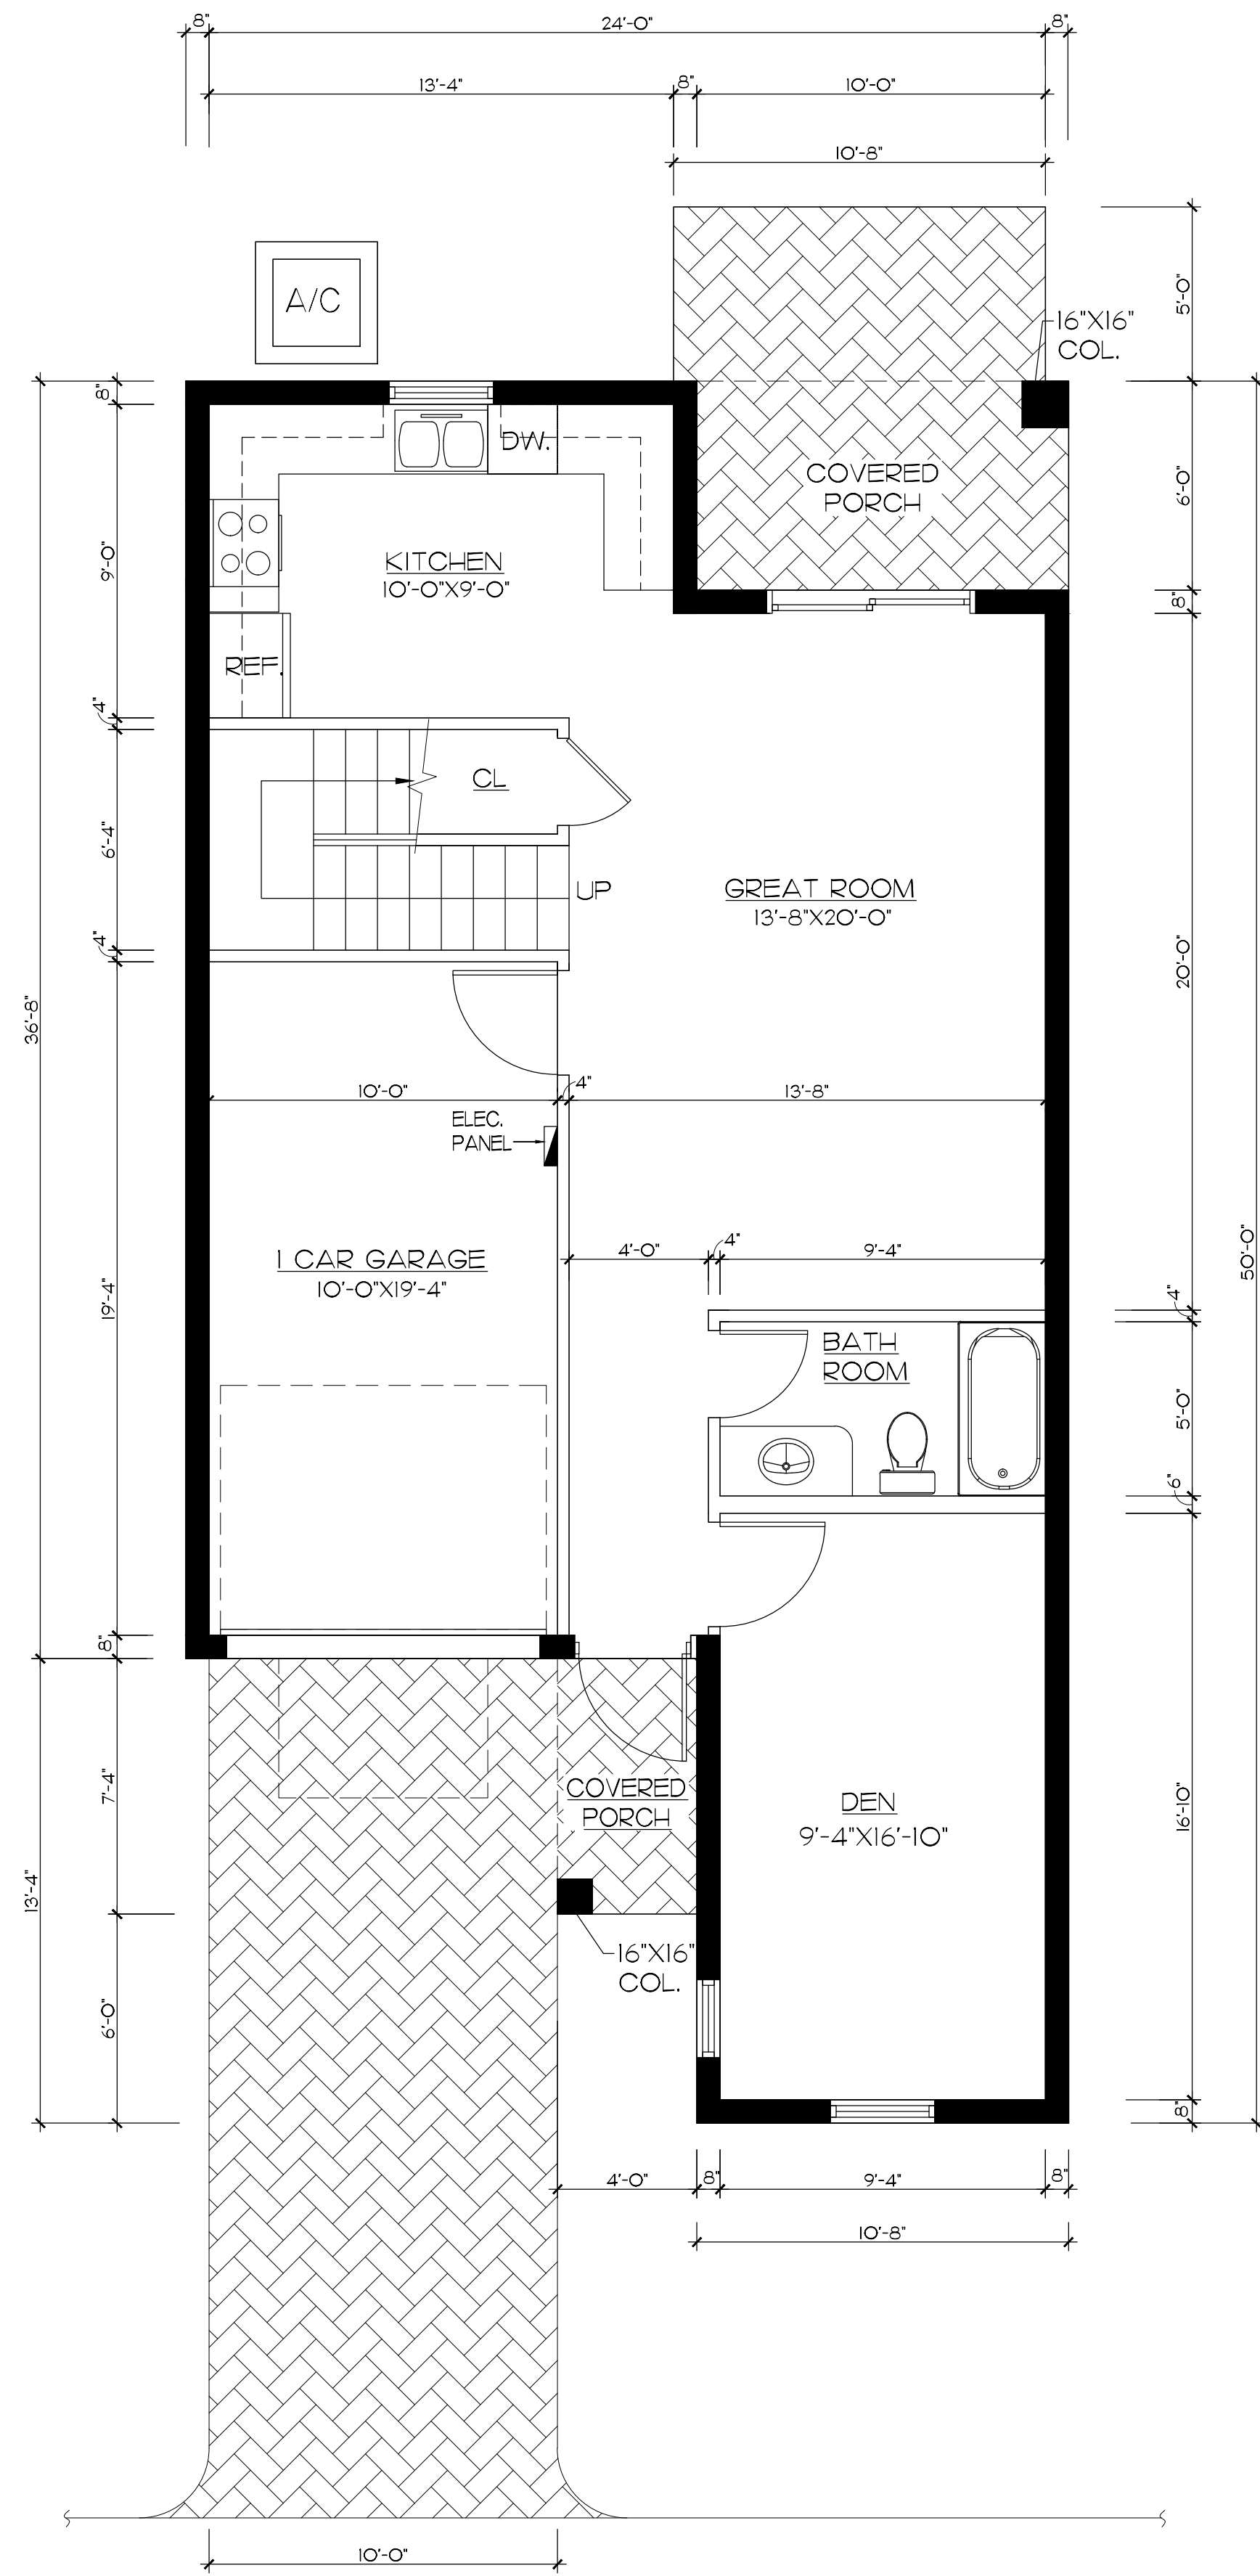 8"
24'-0"
8"
13'-4"
8"
10'-0"
10'-8"
A/C
5'-0"
16"X16"
COL.
8"
DW.
COVERED
PORCH
6'-0"
9'-0"
KITCHEN
10'-0"X9'-0"
8"
REF.
4"
CL
6'-4"
UP
GREAT ROOM
13'-8"X20'-0"
4"
20'-0"
36'-8"
10'-0"
4"
13'-8"
ELEC.
PANEL
4'-0"
4"
9'-4"
50'-0"
1 CAR GARAGE
10'-0"X19'-4"
19'-4"
4"
BATH
ROOM
5'-0"
6"
8"
7'-4"
COVERED
PORCH
DEN
9'-4"X16'-10"
16'-10"
13'-4"
16"X16"
COL.
6'-0"
8"
4'-0"
8"
9'-4"
8"
10'-8"
10'-0"